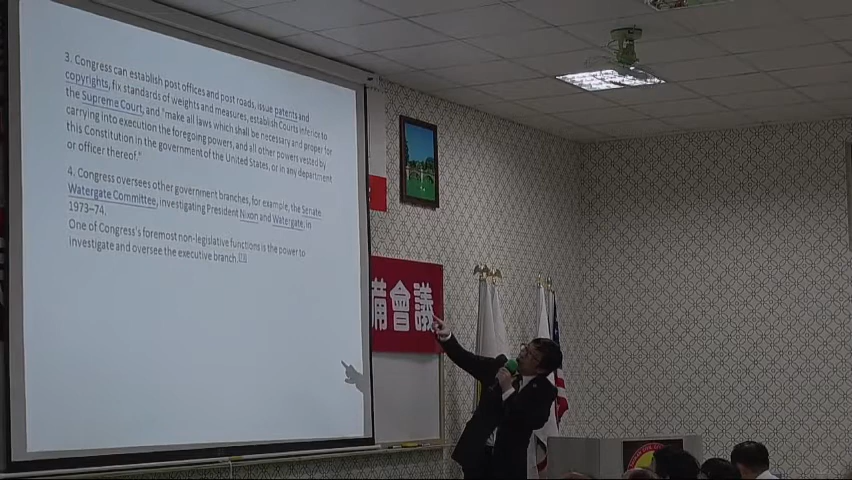 3. Congress can establish post offices and post roads, issue patents and
copyrights, fix standards of weights and measures, establish Courts inferior to
the Supreme Court, and "make all laws which shall be necessary and proper for
carrying into execution the foregoing powers, and all other powers vested by
this Constitution in the government of the United States, or in any department
or officer thereof."
4. Congress oversees other government branches, for example, the Senate
Watergate Committee, investigating President Nixon and Watergate, in
1973–74.
One of Congress's foremost non-legislative functions is the power to
investigate and oversee the executive branch.
備會議